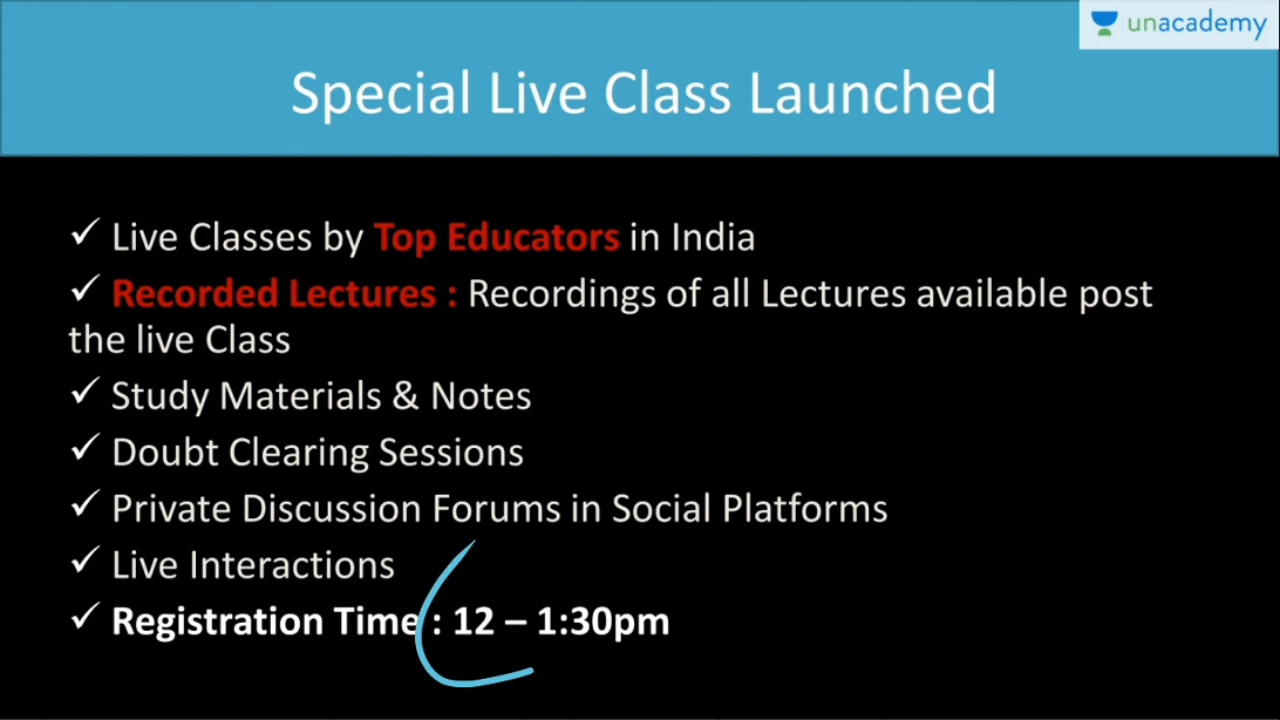 unacademy
Special Live Class Launched
✓ Live Classes by Top Educators in India
✓ Recorded Lectures : Recordings of all Lectures available post
the live Class
✓ Study Materials & Notes
✓ Doubt Clearing Sessions
✓ Private Discussion Forums in Social Platforms
✓ Live Interactions
✓ Registration Time : 12 – 1:30pm